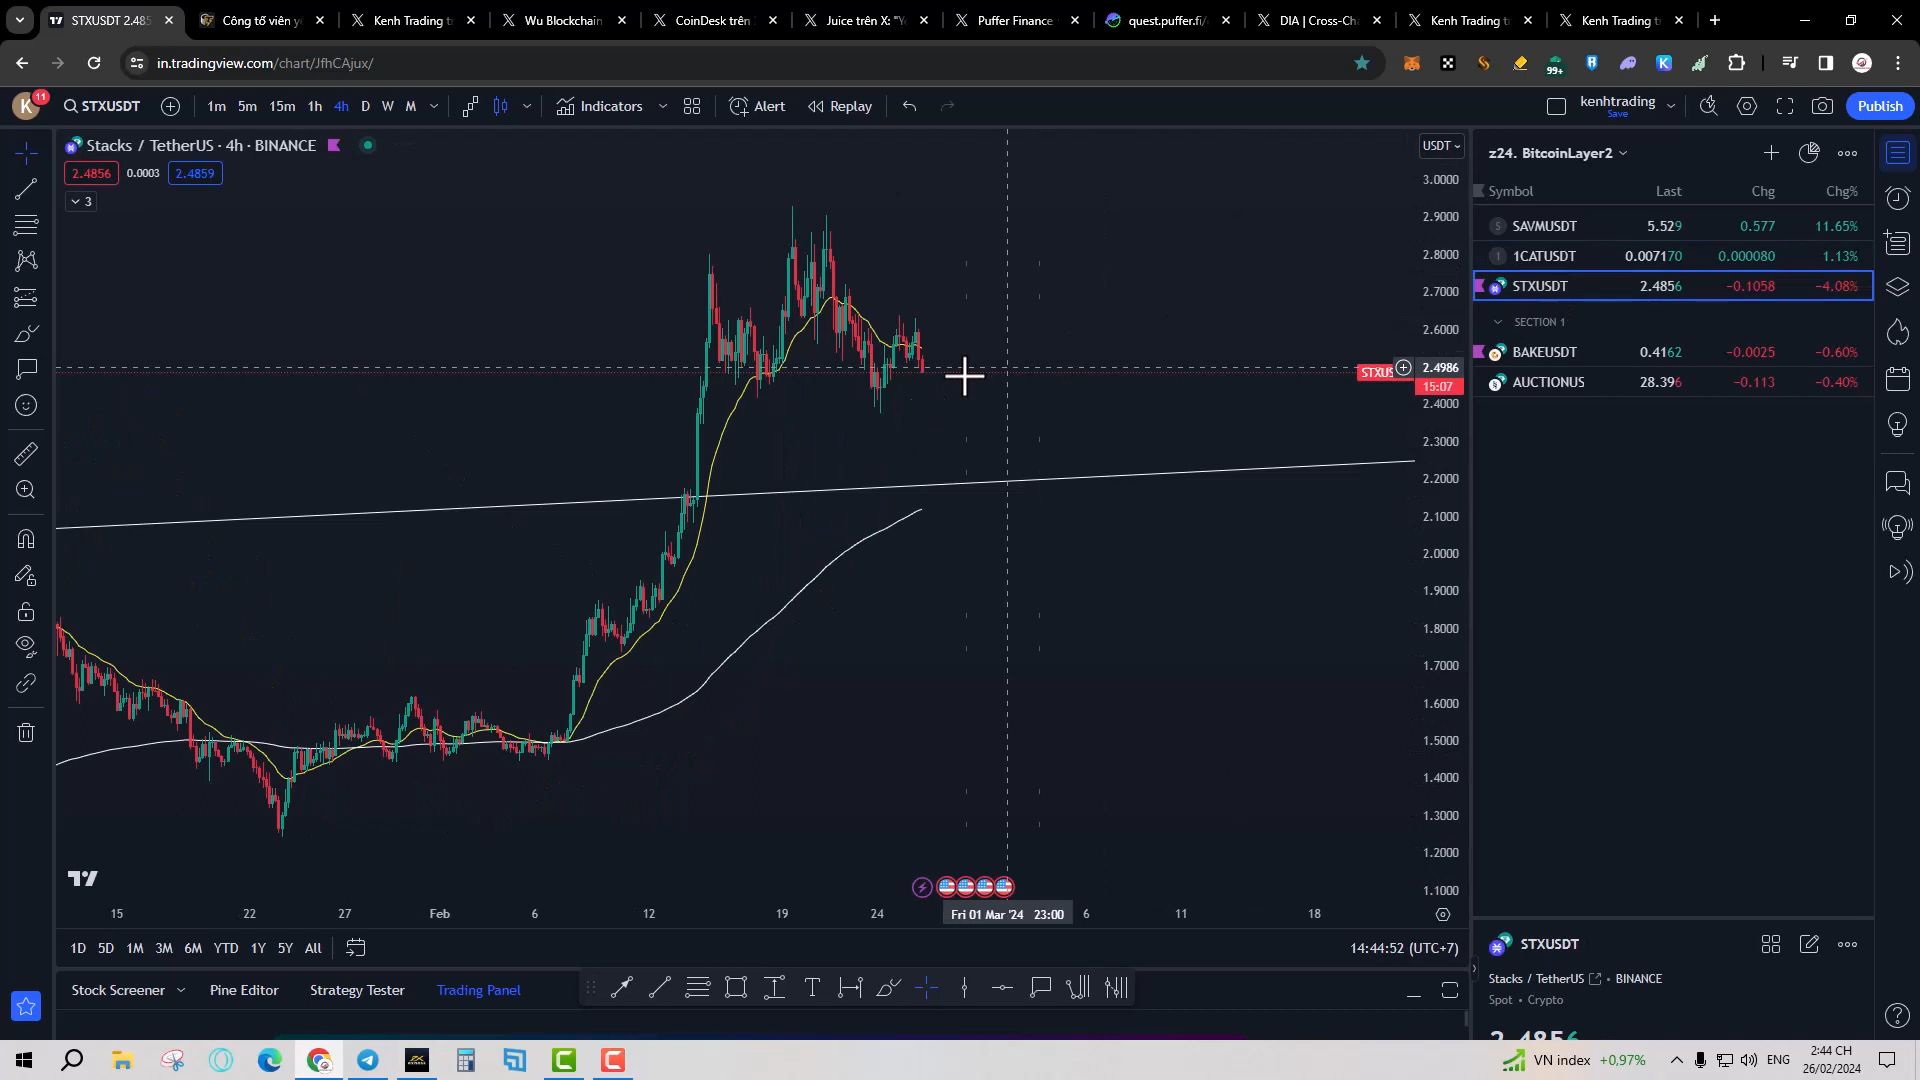 STXUSDT 2.485
Công tố viên y
Kenh Trading t
Wu Blockchain
CoinDesk trên
Juice trên X: "
Puffer Finance
quest.puffer.fi/
DIA | Cross-Ch
Kenh Trading t
Kenh Trading t
in.tradingview.com/chart/JfhCAjux/
99+
K
11
STXUSDT
1m 5m 15m 1h 4h D W M
Indicators
Alert
Replay
kenhtrading
Save
Publish
Stacks / TetherUS · 4h · BINANCE
2.4856
0.0003
2.4859
3
USDT
3.0000
2.9000
2.8000
2.7000
2.6000
STXUS
2.4986
15:07
2.4000
2.3000
2.2000
2.1000
2.0000
1.9000
1.8000
1.7000
1.6000
1.5000
1.4000
1.3000
1.2000
1.1000
15 22 27 Feb 6 12 19 24 Fri 01 Mar '24 23:00 6 11 18
1D 5D 1M 3M 6M YTD 1Y 5Y All
14:44:52 (UTC+7)
Stock Screener
Pine Editor
Strategy Tester
Trading Panel
z24. BitcoinLayer2
Symbol Last Chg Chg%
SAVMUSDT 5.529 0.577 11.65%
1CATUSDT 0.007170 0.000080 1.13%
STXUSDT 2.4856 −0.1058 −4.08%
SECTION 1
BAKEUSDT 0.4162 −0.0025 −0.60%
AUCTIONUS 28.396 −0.113 −0.40%
STXUSDT
Stacks / TetherUS • BINANCE
Spot • Crypto
2.4856
VN index +0,97%
ENG
2:44 CH
26/02/2024